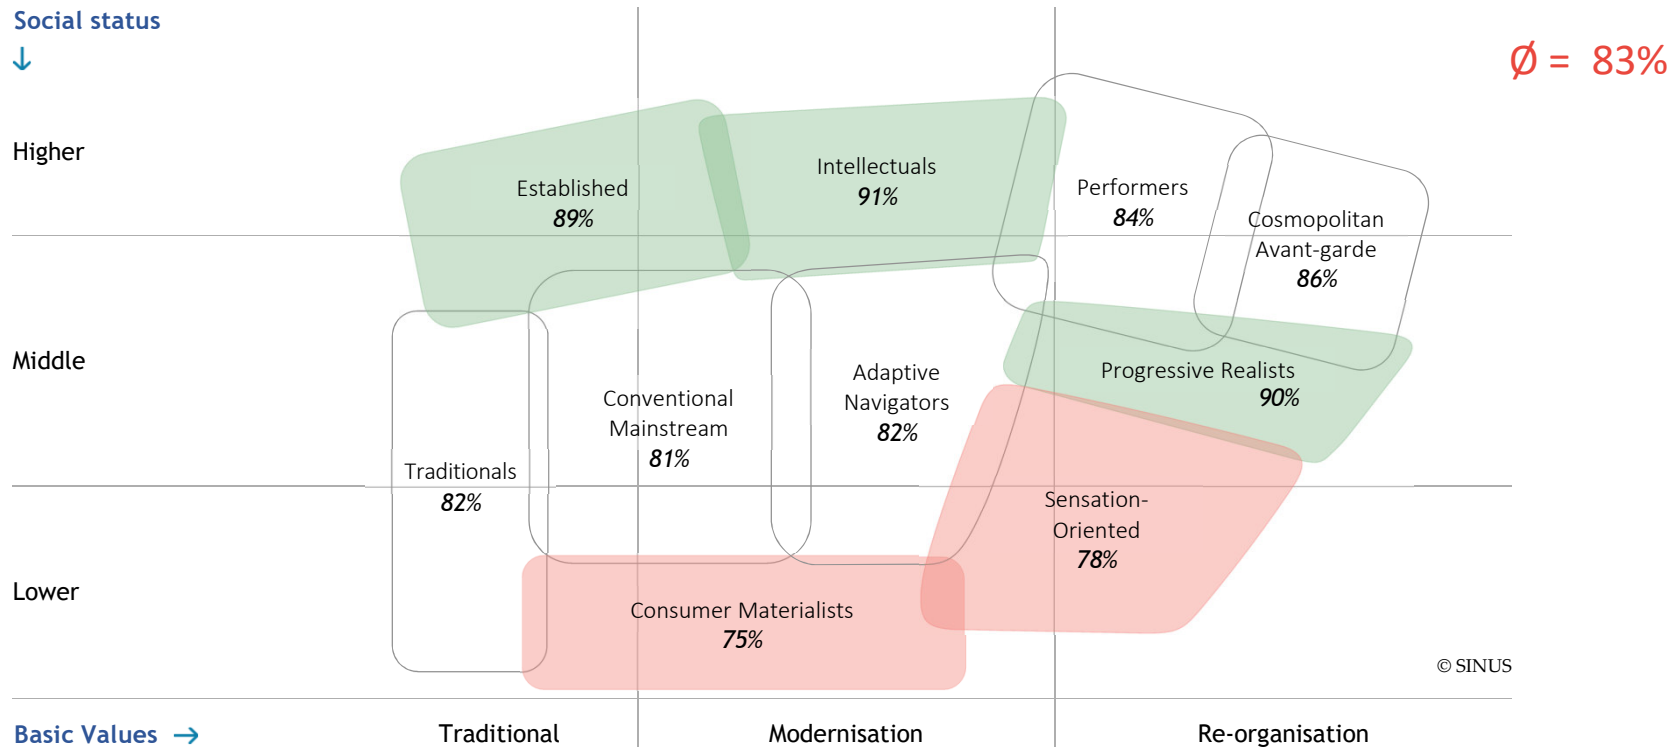 Social status
↓
Ø = 83%
Higher
Established
89%
Intellectuals
91%
Performers
84%
Cosmopolitan
Avant-garde
86%
Middle
Traditionals
82%
Conventional
Mainstream
81%
Adaptive
Navigators
82%
Progressive Realists
90%
Sensation-
Oriented
78%
Lower
Consumer Materialists
75%
© SINUS
Basic Values →
Traditional
Modernisation
Re-organisation